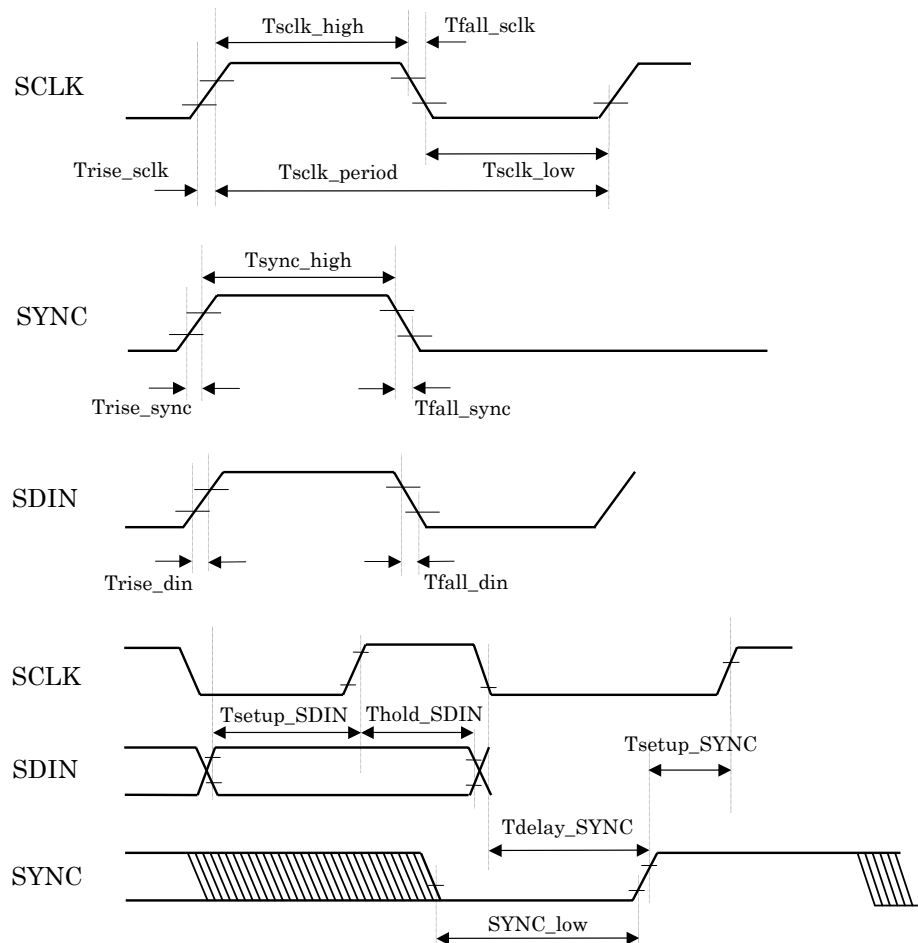 Tsclk_high
Tfall_sclk
SCLK
Trise_sclk
Tsclk_period
Tsclk_low
Tsync_high
SYNC
Trise_sync
Tfall_sync
SDIN
Trise_din
Tfall_din
SCLK
Tsetup_SDIN
Thold_SDIN
Tsetup_SYNC
SDIN
Tdelay_SYNC
SYNC
SYNC_low